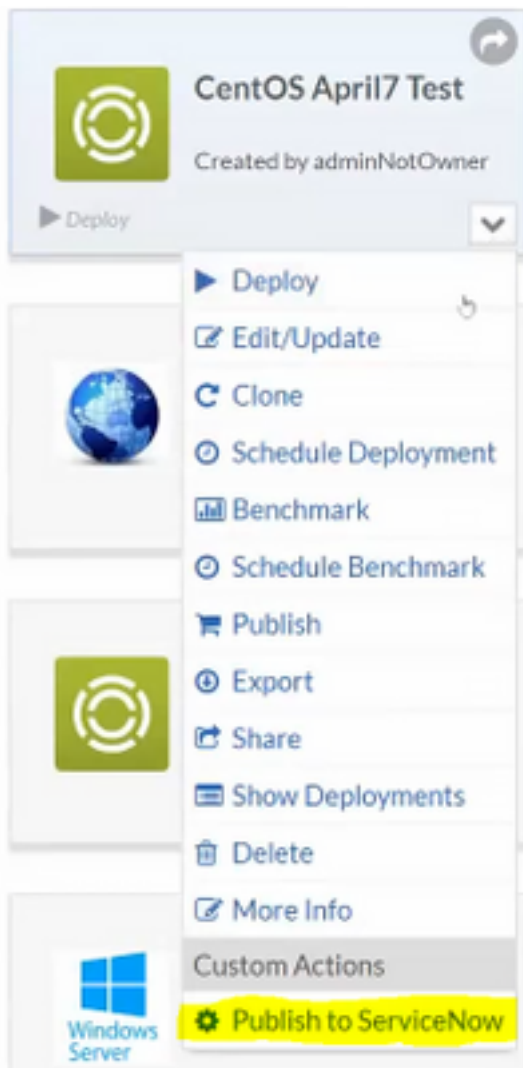 CentOS April7 Test
Created by adminNotOwner
Deploy
Deploy
Edit/Update
Clone
Schedule Deployment
Benchmark
Schedule Benchmark
Publish
Export
Share
Show Deployments
Delete
More Info
Custom Actions
Publish to ServiceNow
Windows
Server